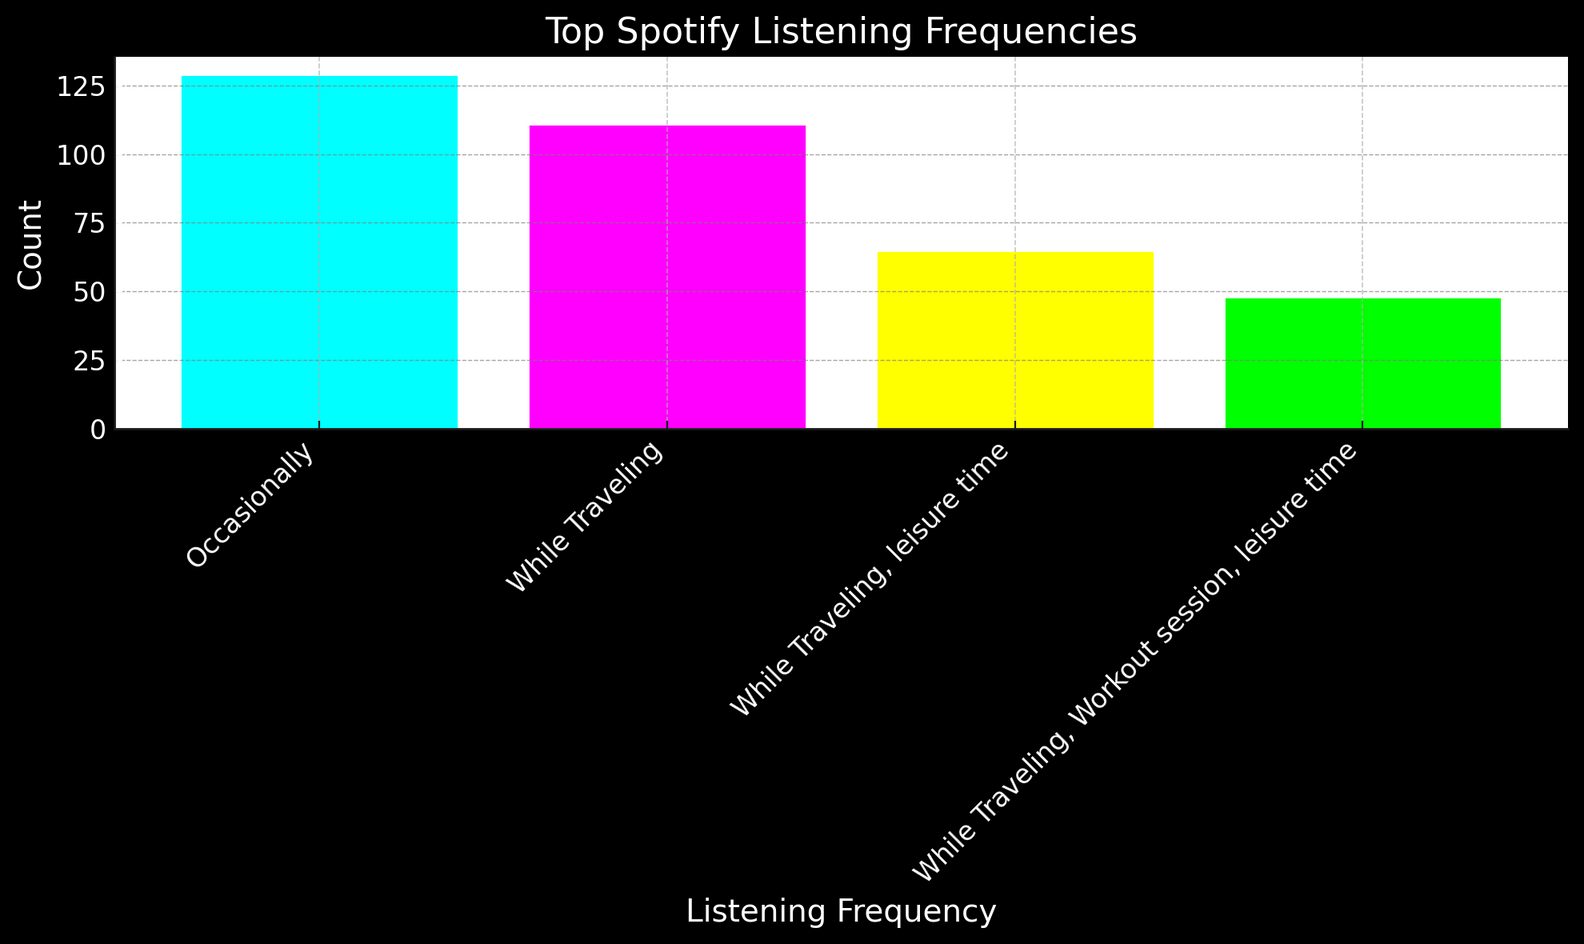 Top Spotify Listening Frequencies
Count
125
100
75
50
25
0
Occasionally
While Traveling
While Traveling, leisure time
While Traveling, Workout session, leisure time
Listening Frequency